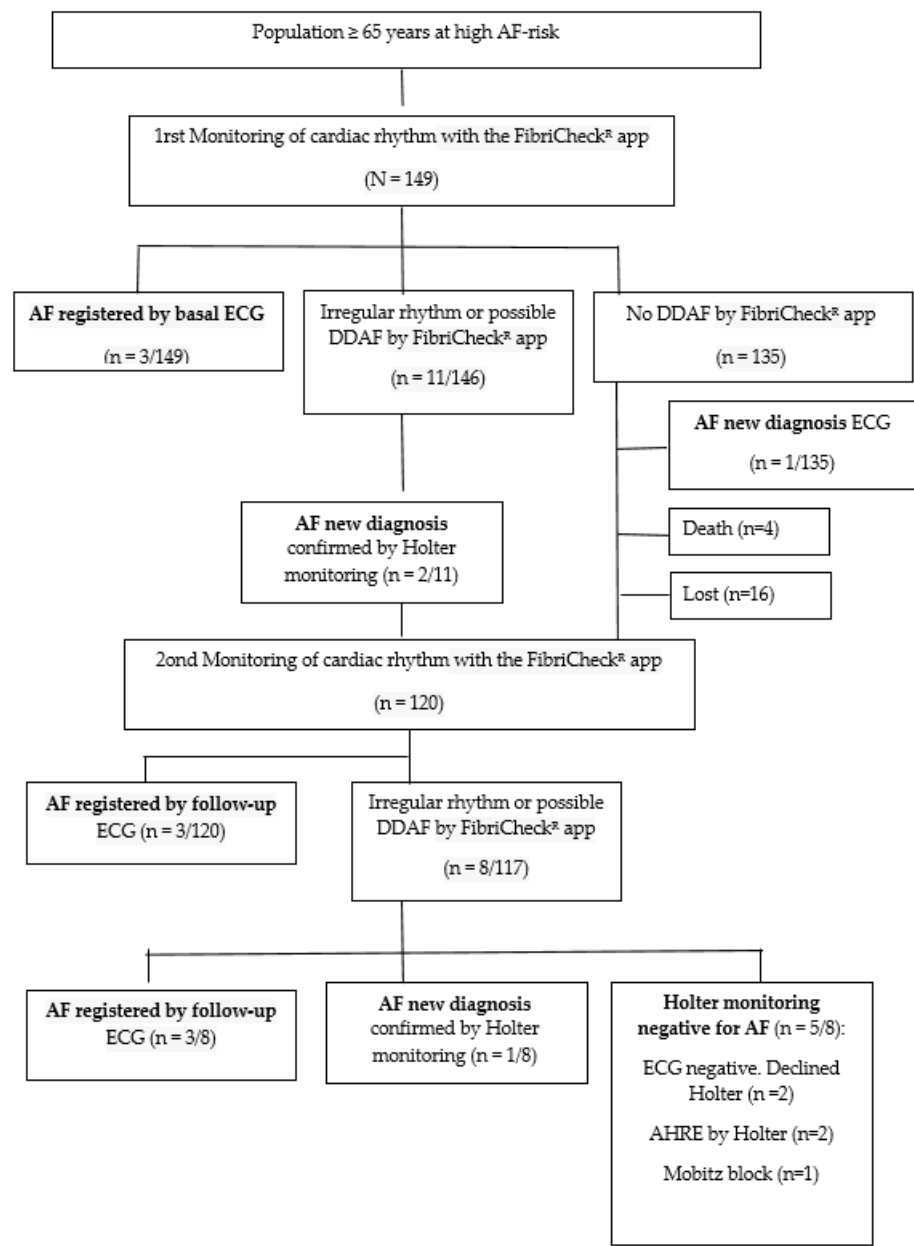 Population ≥ 65 years at high AF-risk
1rst Monitoring of cardiac rhythm with the FibriCheckᴿ app
(N = 149)
AF registered by basal ECG
(n = 3/149)
Irregular rhythm or possible
DDAF by FibriCheckᴿ app
(n = 11/146)
No DDAF by FibriCheckᴿ app
(n = 135)
AF new diagnosis ECG
(n = 1/135)
AF new diagnosis
confirmed by Holter
monitoring (n = 2/11)
Death (n=4)
Lost (n=16)
2ond Monitoring of cardiac rhythm with the FibriCheckᴿ app
(n = 120)
AF registered by follow-up
ECG (n = 3/120)
Irregular rhythm or possible
DDAF by FibriCheckᴿ app
(n = 8/117)
AF registered by follow-up
ECG (n = 3/8)
AF new diagnosis
confirmed by Holter
monitoring (n = 1/8)
Holter monitoring
negative for AF (n = 5/8):
ECG negative. Declined
Holter (n =2)
AHRE by Holter (n=2)
Mobitz block (n=1)